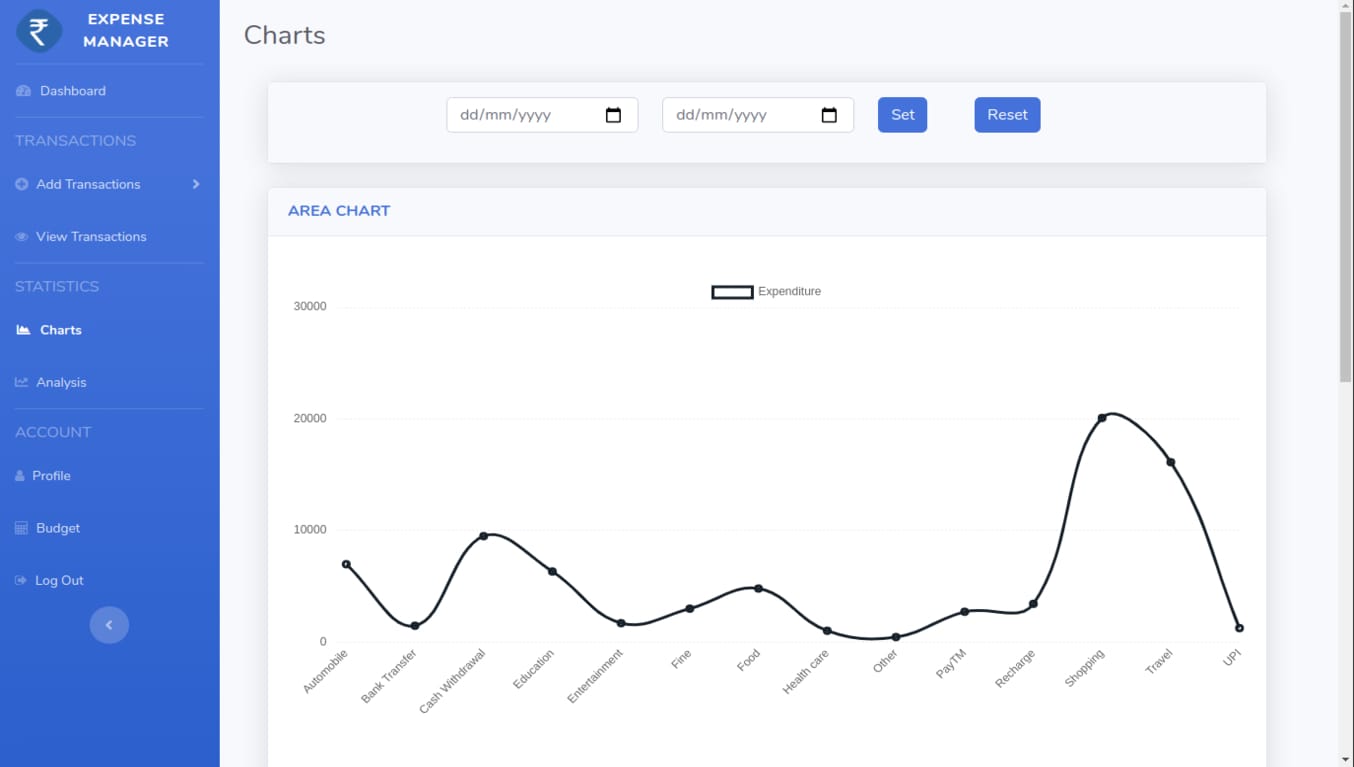 EXPENSE
MANAGER
Dashboard
TRANSACTIONS
Add Transactions
View Transactions
STATISTICS
Charts
Analysis
ACCOUNT
Profile
Budget
Log Out
Charts
dd/mm/yyyy dd/mm/yyyy Set Reset
AREA CHART
Expenditure
30000
20000
10000
0
Automobile
Bank Transfer
Cash Withdrawal
Education
Entertainment
Fine
Food
Health care
Other
PayTM
Recharge
Shopping
Travel
UPI